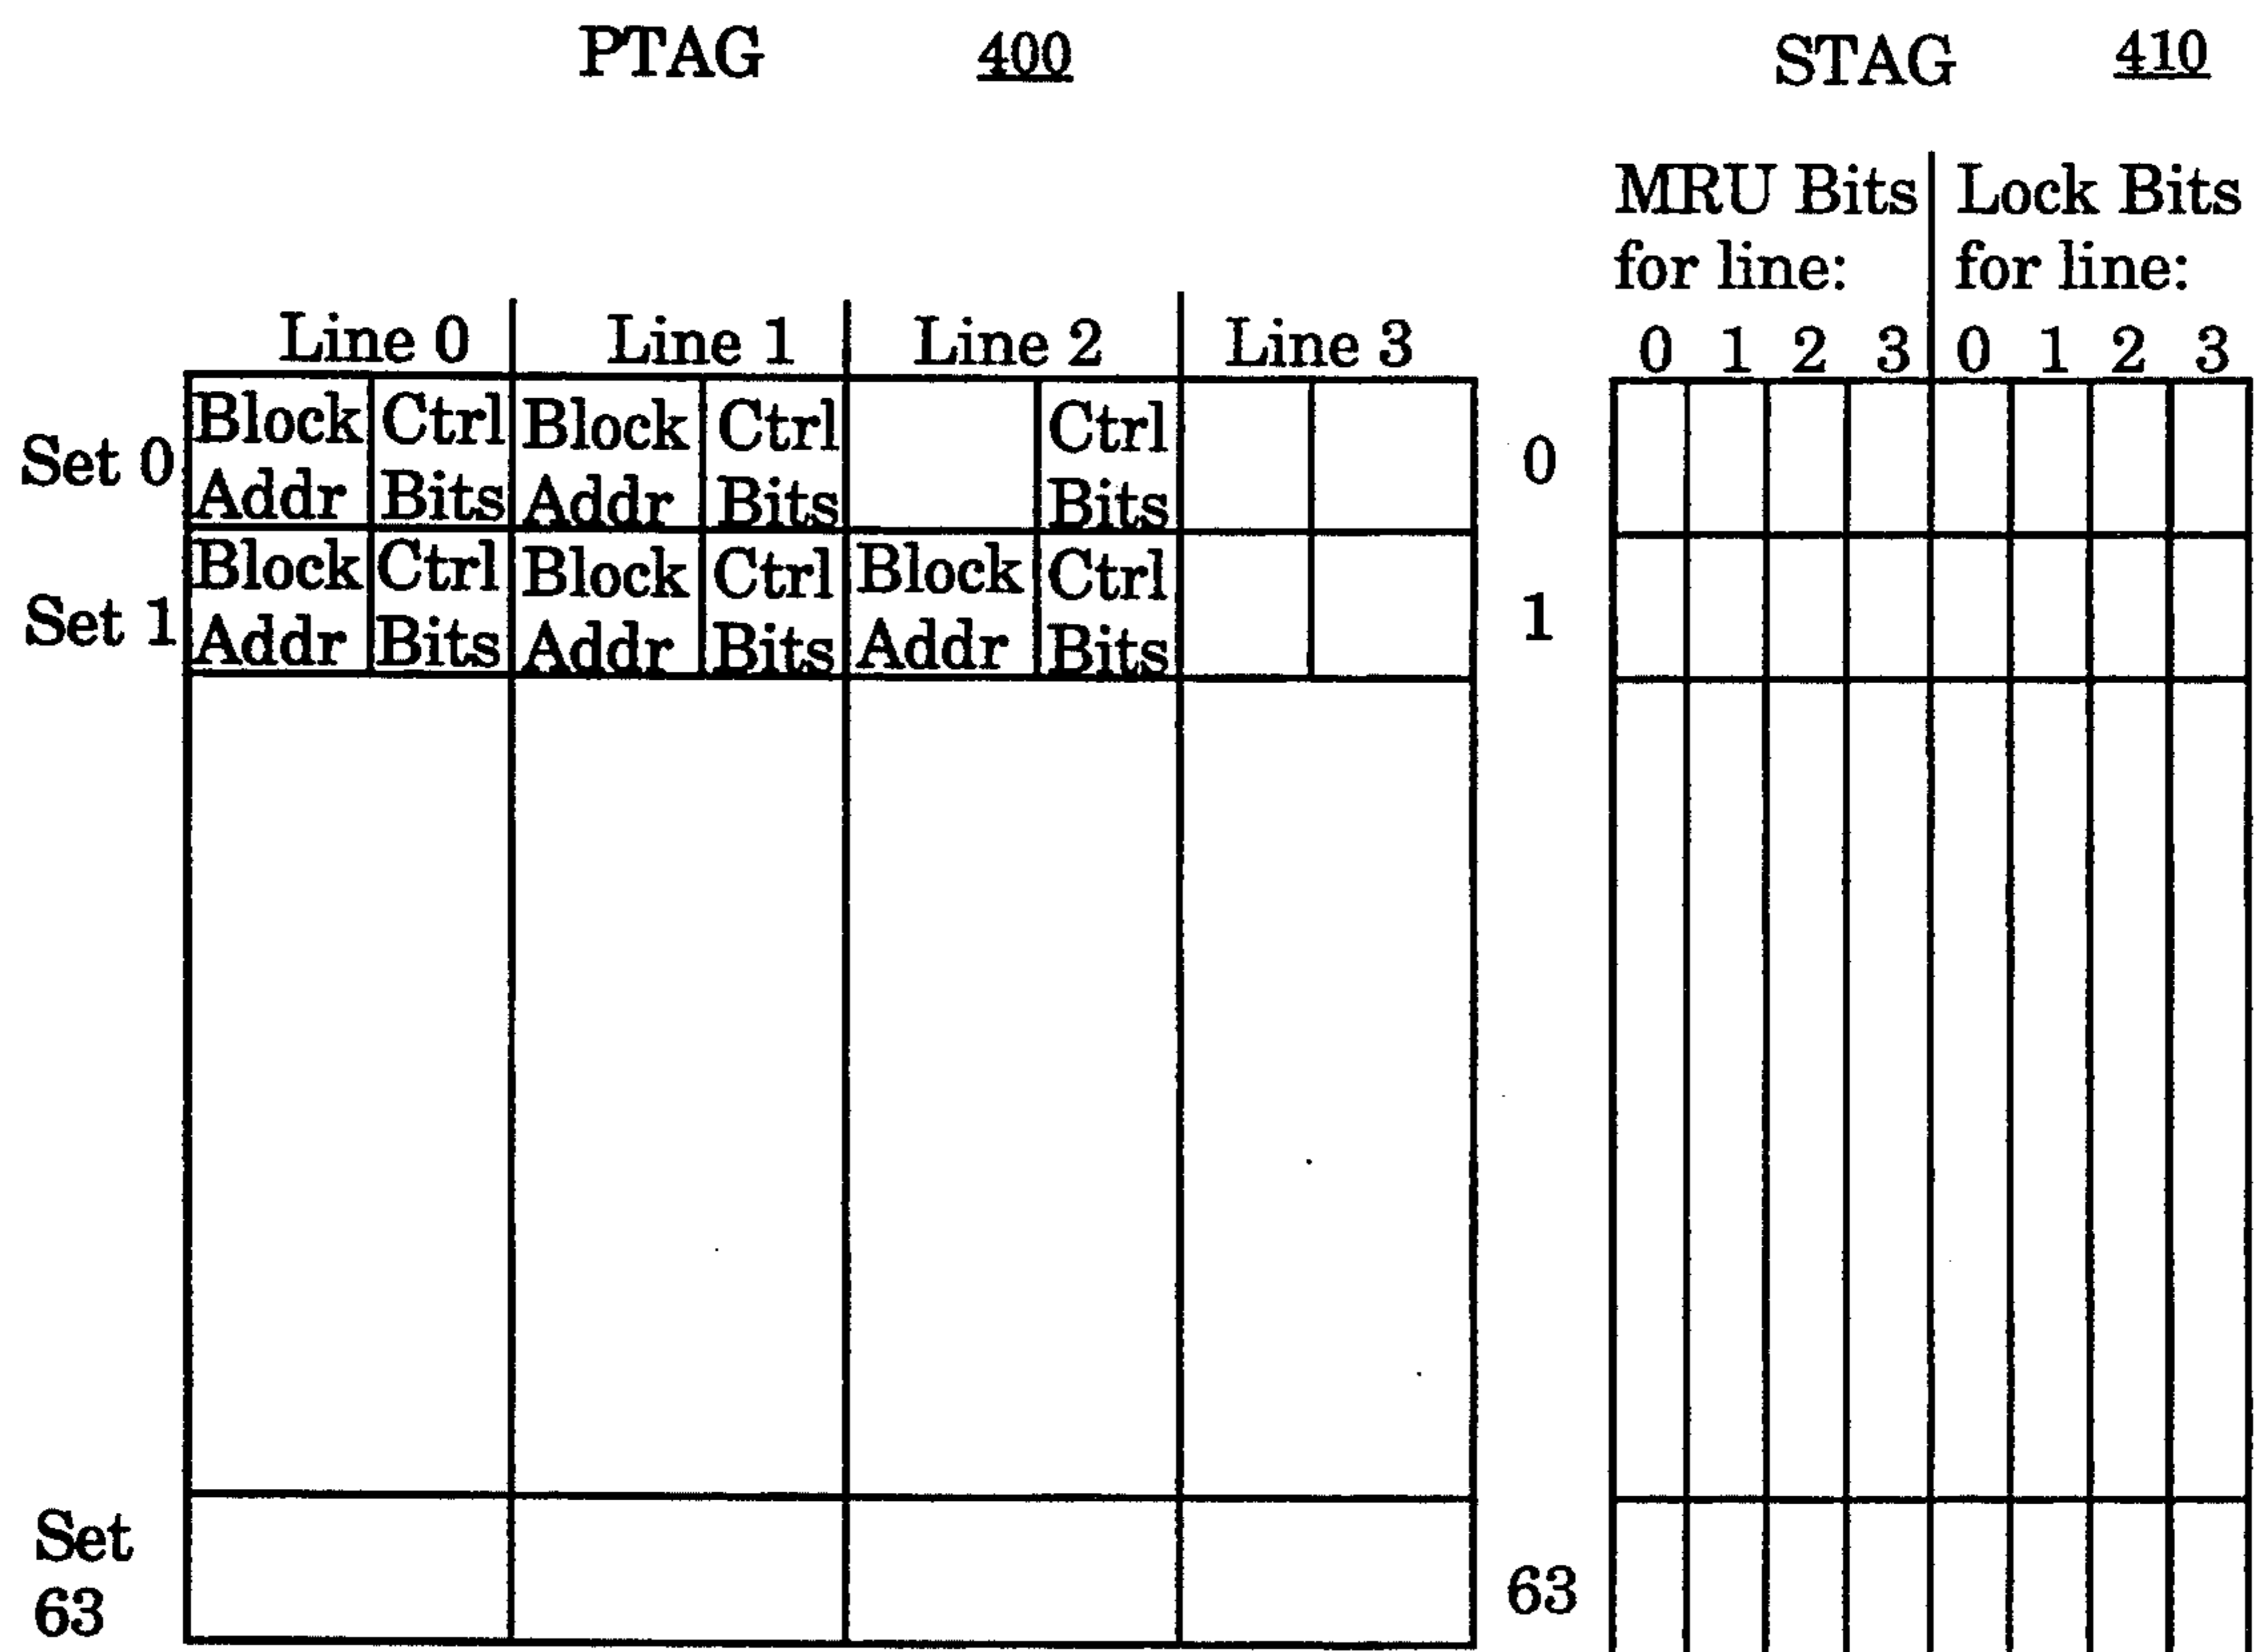 PTAG 400
STAG 410
MRU Bits for line:
Lock Bits for line:
Line 0 Line 1 Line 2 Line 3
0 1 2 3 0 1 2 3
Set 0
Block Addr Ctrl Bits Block Addr Ctrl Bits Ctrl Bits
0
Set 1
Block Addr Ctrl Bits Block Addr Ctrl Bits Block Addr Ctrl Bits
1
Set 63
63